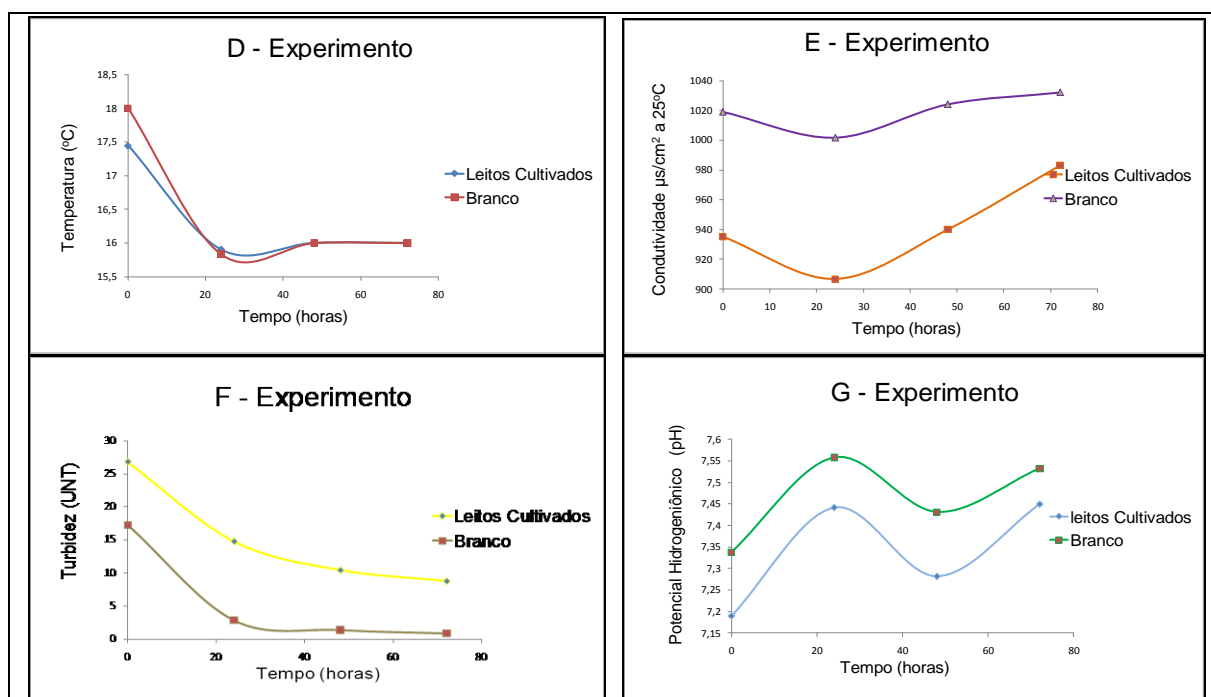 D - Experimento
Temperatura (ºC)
18,5
18
17,5
17
16,5
16
15,5
0 20 40 60 80
Tempo (horas)
Leitos Cultivados
Branco
E - Experimento
Condutividade µs/cm² a 25ºC
1040
1020
1000
980
960
940
920
900
0 10 20 30 40 50 60 70 80
Tempo (horas)
Leitos Cultivados
Branco
F - Experimento
Turbidez (UNT)
30
25
20
15
10
5
0
0 20 40 60 80
Tempo (horas)
Leitos Cultivados
Branco
G - Experimento
Potencial Hidrogeniônico (pH)
7,6
7,55
7,5
7,45
7,4
7,35
7,3
7,25
7,2
7,15
0 20 40 60 80
Tempo (horas)
leitos Cultivados
Branco